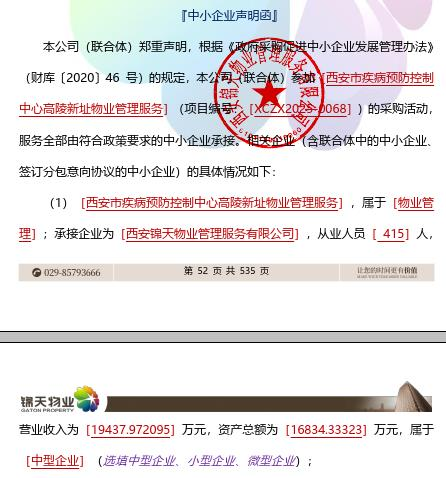 『中小企业声明函』
本公司（联合体）郑重声明，根据《政府采购促进中小企业发展管理办法》
（财库〔2020〕46 号）的规定，本公司（联合体）参加［西安市疾病预防控制
中心高陵新址物业管理服务］（项目编号：［XCZX2023-0068］）的采购活动，
服务全部由符合政策要求的中小企业承接。相关企业（含联合体中的中小企业、
签订分包意向协议的中小企业）的具体情况如下：
（1）［西安市疾病预防控制中心高陵新址物业管理服务］，属于［物业管
理］；承接企业为［西安锦天物业管理服务有限公司］，从业人员［ 415］人，
029-85793666
第 52 页 共 535 页
让您的时间更有价值
锦天物业
GATON PROPERTY
营业收入为［19437.972095］万元，资产总额为［16834.33323］万元，属于
［中型企业］（选填中型企业、小型企业、微型企业）；